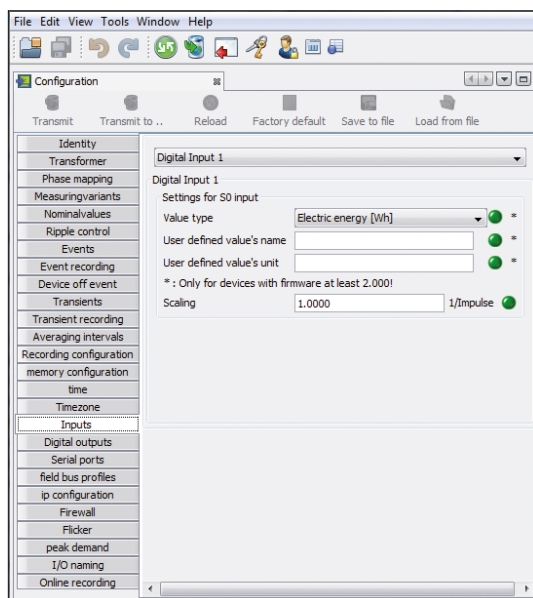 File Edit View Tools Window Help
Configuration
Transmit Transmit to .. Reload Factory default Save to file Load from file
Identity
Transformer
Phase mapping
Measuringvariants
Nominalvalues
Ripple control
Events
Event recording
Device off event
Transients
Transient recording
Averaging intervals
Recording configuration
memory configuration
time
Timezone
Inputs
Digital outputs
Serial ports
field bus profiles
ip configuration
Firewall
Flicker
peak demand
I/O naming
Online recording
Digital Input 1
Digital Input 1
Settings for S0 input
Value type Electric energy [Wh] *
User defined value's name *
User defined value's unit *
* : Only for devices with firmware at least 2.000!
Scaling 1.0000 1/Impulse